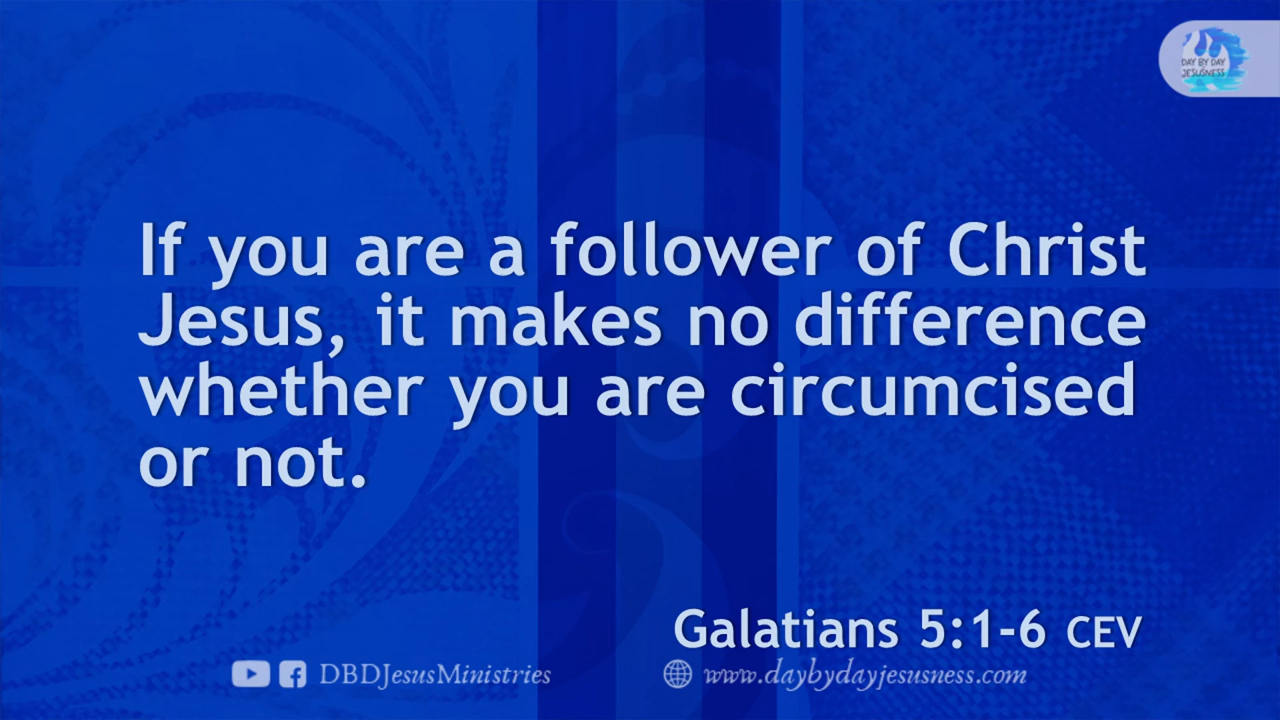 DAY BY DAY
JESUSNESS
If you are a follower of Christ
Jesus, it makes no difference
whether you are circumcised
or not.
Galatians 5:1-6 CEV
DBDJesusMinistries
www.daybydayjesusness.com